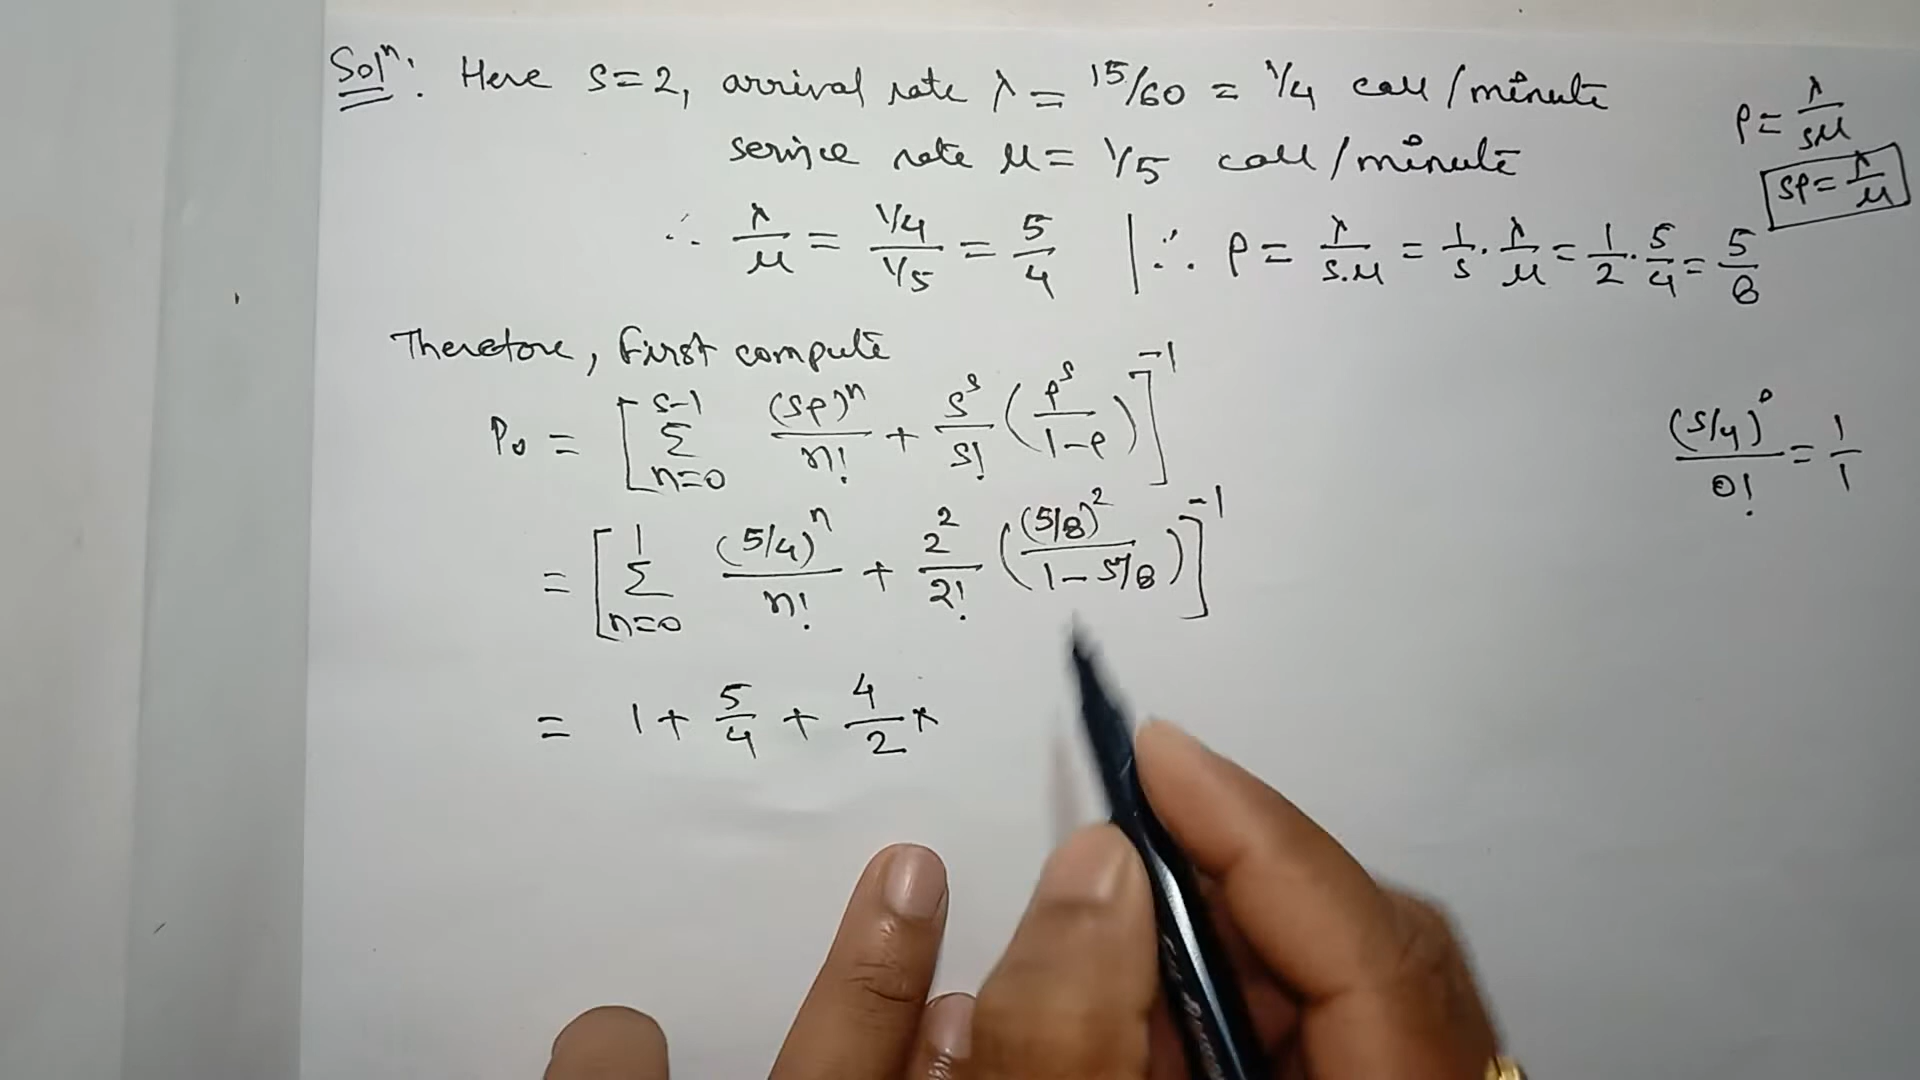 Solⁿ: Here s=2, arrival rate λ = 15/60 = 1/4 call/minute
service rate μ = 1/5 call/minute
ρ = λ/sμ
sρ = λ/μ
∴ λ/μ = (1/4)/(1/5) = 5/4 | ∴ ρ = λ/s.μ = 1/s · λ/μ = 1/2 · 5/4 = 5/8
Therefore, first compute
P₀ = [ Σ_{n=0}^{s-1} (sρ)ⁿ/n! + s^s/s! (ρ^s/1-ρ) ]⁻¹
(5/4)⁰/0! = 1/1
= [ Σ_{n=0}^{1} (5/4)ⁿ/n! + 2²/2! ((5/8)²/1-5/8) ]⁻¹
= 1 + 5/4 + 4/2 ×